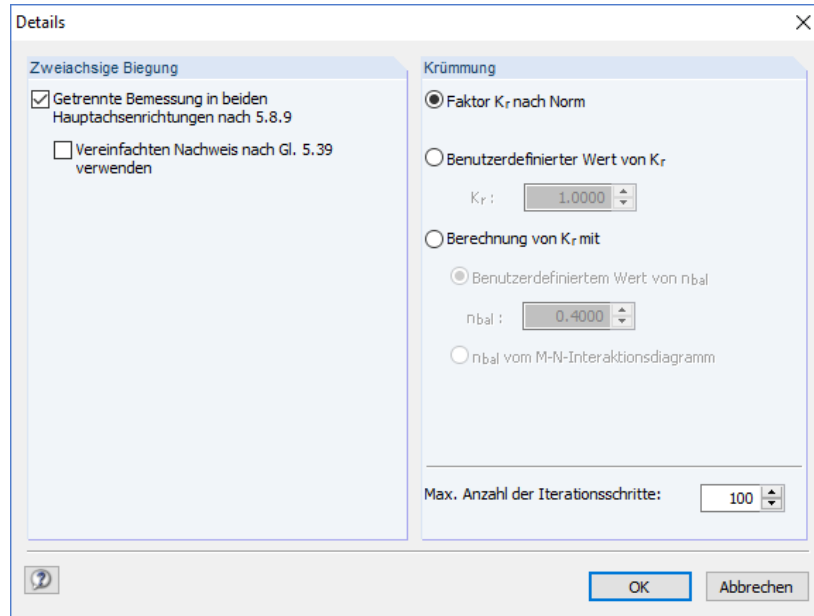 Details
Zweiachsige Biegung
Getrennte Bemessung in beiden
Hauptachsenrichtungen nach 5.8.9
Vereinfachten Nachweis nach Gl. 5.39
verwenden
Krümmung
Faktor Kr nach Norm
Benutzerdefinierter Wert von Kr
Kr : 1.0000
Berechnung von Kr mit
Benutzerdefiniertem Wert von nbal
nbal : 0.4000
nbal vom M-N-Interaktionsdiagramm
Max. Anzahl der Iterationsschritte: 100
OK
Abbrechen